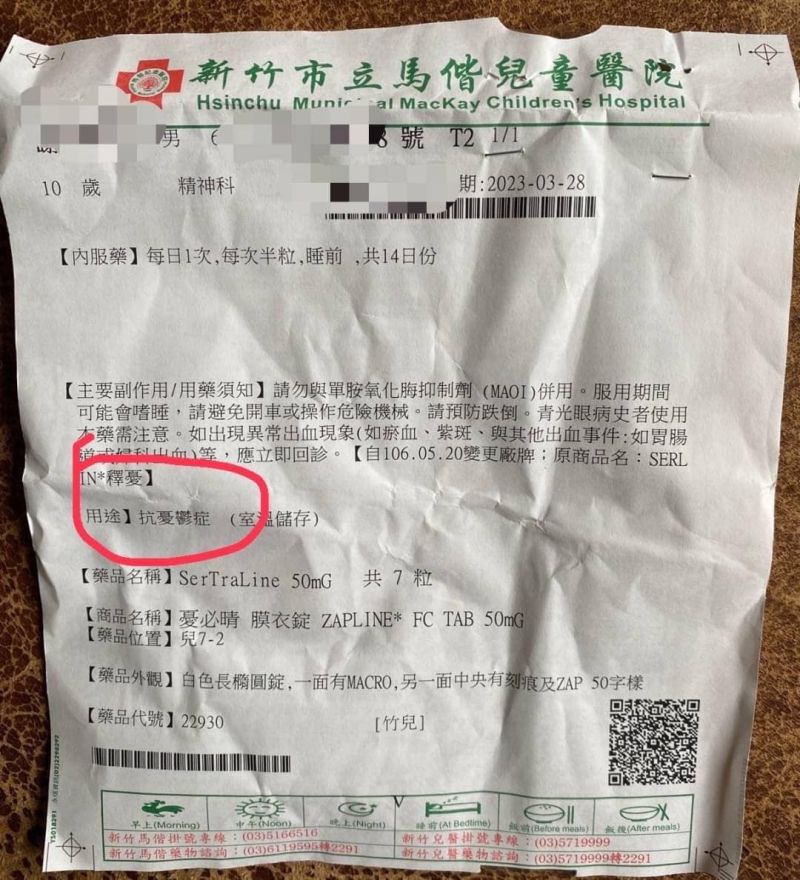 新竹市立馬偕兒童醫院
Hsinchu Municipal MacKay Children's Hospital
男 6 8 號 T2 1/1
10 歲 精神科 期:2023-03-28
【內服藥】每日1次,每次半粒,睡前 ,共14日份
【主要副作用/用藥須知】請勿與單胺氧化脢抑制劑 (MAOI)併用。服用期間
可能會嗜睡，請避免開車或操作危險機械。請預防跌倒。青光眼病史者使用
本藥需注意。如出現異常出血現象(如瘀血、紫斑、與其他出血事件:如胃腸
道或婦科出血)等，應立即回診。【自106.05.20變更廠牌；原商品名：SERL
IN*釋憂】
用途】抗憂鬱症 (室溫儲存)
【藥品名稱】SerTraLine 50mG 共 7 粒
【商品名稱】憂必晴 膜衣錠 ZAPLINE* FC TAB 50mG
【藥品位置】兒7-2
【藥品外觀】白色長橢圓錠,一面有MACRO,另一面中央有刻痕及ZAP 50字樣
【藥品代號】22930 [竹兒]
早上(Morning) 中午(Noon) 晚上(Night) 睡前(At Bedtime) 飯前(Before meals) 飯後(After meals)
新竹馬偕掛號專線：(03)5166516 新竹兒醫掛號專線：(03)5719999
新竹馬偕藥物諮詢：(03)6119595轉2291 新竹兒醫藥物諮詢：(03)5719999轉2291